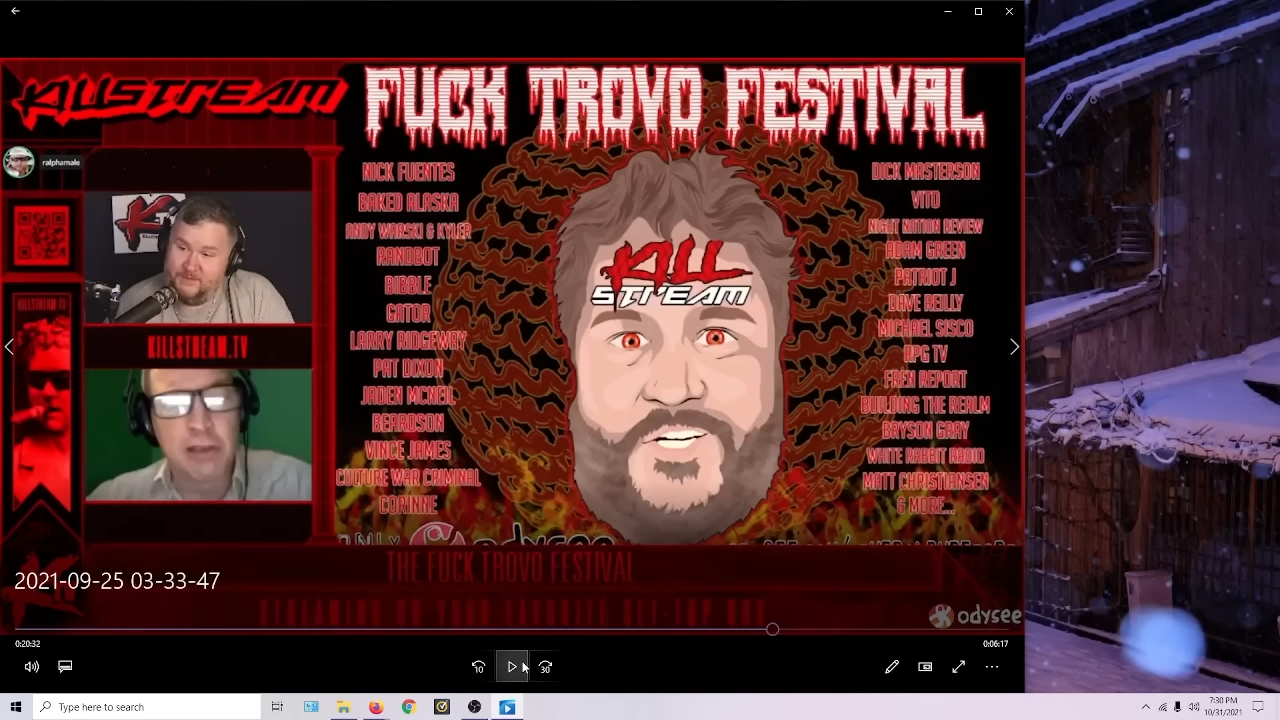 KILLSTREAM
FUCK TROVO FESTIVAL
ralphamale
NICK FUENTES
BAKED ALASKA
ANDY WARSKI & KYLER
RANDBOT
BIBBLE
GATOR
LARRY RIDGEWAY
PAT DIXON
JADEN MCNEIL
BEARDSON
VINCE JAMES
CULTURE WAR CRIMINAL
CORINNE
DICK MASTERSON
VITO
NIGHT NATION REVIEW
ADAM GREEN
PATRIOT J
DAVE REILLY
MICHAEL SISCO
RPG TV
FREN REPORT
BUILDING THE REALM
BRYSON GRAY
WHITE RABBIT RADIO
MATT CHRISTIANSEN
& MORE...
KILL
STREAM
KILLSTREAM.TV
KILLSTREAM TV
THE FUCK TROVO FESTIVAL
2021-09-25 03-33-47
odysee
0:20:32
0:06:17
10
30
Type here to search
7:30 PM
10/31/2021